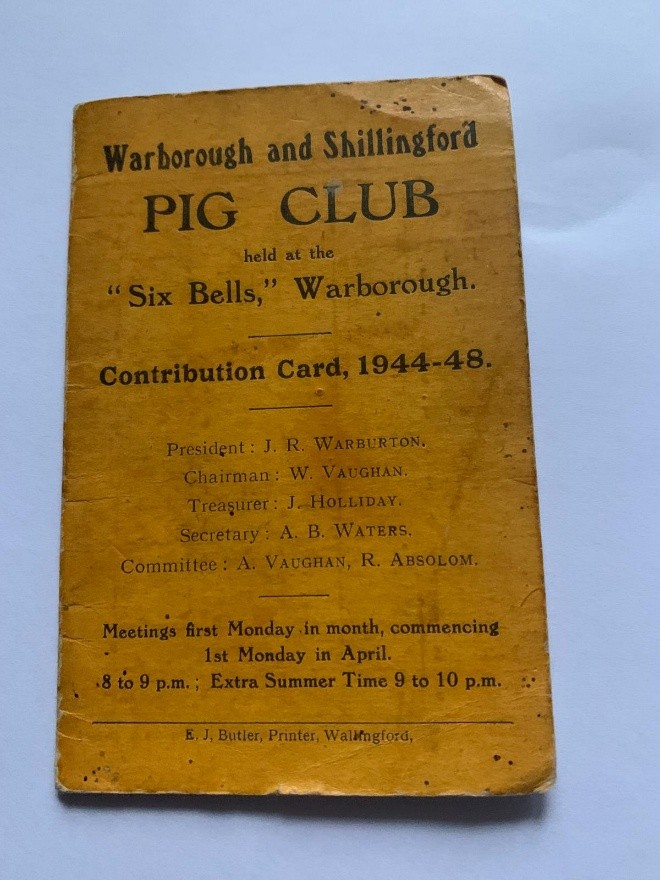 Warborough and Shillingford
PIG CLUB
held at the
"Six Bells," Warborough.
Contribution Card, 1944-48.
President: J. R. WARBURTON.
Chairman: W. VAUGHAN.
Treasurer: J. HOLLIDAY.
Secretary: A. B. WATERS.
Committee: A. VAUGHAN, R. ABSOLOM.
Meetings first Monday in month, commencing
1st Monday in April.
8 to 9 p.m.; Extra Summer Time 9 to 10 p.m.
E. J. Butler, Printer, Wallingford,